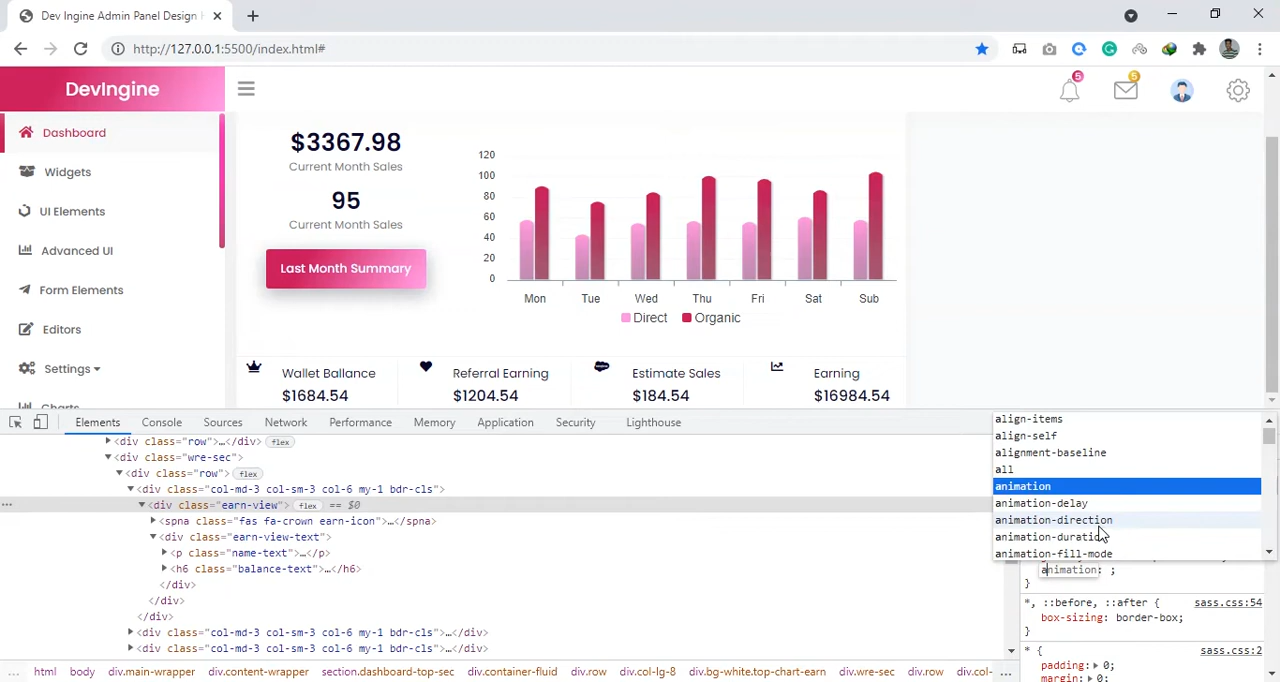 Dev Ingine Admin Panel Design
http://127.0.0.1:5500/index.html#
DevIngine
5
5
Dashboard
Widgets
UI Elements
Advanced UI
Form Elements
Editors
Settings
Charts
$3367.98
Current Month Sales
95
Current Month Sales
Last Month Summary
120
100
80
60
40
20
0
Mon Tue Wed Thu Fri Sat Sub
Direct Organic
Wallet Ballance
$1684.54
Referral Earning
$1204.54
Estimate Sales
$184.54
Earning
$16984.54
Elements Console Sources Network Performance Memory Application Security Lighthouse
<div class="row">…</div> flex
<div class="wre-sec">
<div class="row"> flex
<div class="col-md-3 col-sm-3 col-6 my-1 bdr-cls">
<div class="earn-view"> flex == $0
<spna class="fas fa-crown earn-icon">…</spna>
<div class="earn-view-text">
<p class="name-text">…</p>
<h6 class="balance-text">…</h6>
</div>
</div>
</div>
<div class="col-md-3 col-sm-3 col-6 my-1 bdr-cls">…</div>
<div class="col-md-3 col-sm-3 col-6 my-1 bdr-cls">…</div>
… html body div.main-wrapper div.content-wrapper section.dashboard-top-sec div.container-fluid div.row div.col-lg-8 div.bg-white.top-chart-earn div.wre-sec div.row div.col- …
align-items
align-self
alignment-baseline
all
animation
animation-delay
animation-direction
animation-duration
animation-fill-mode
animation: ;
}
*, ::before, ::after { sass.css:54
box-sizing: border-box;
}
* { sass.css:2
padding: 0;
margin: 0;